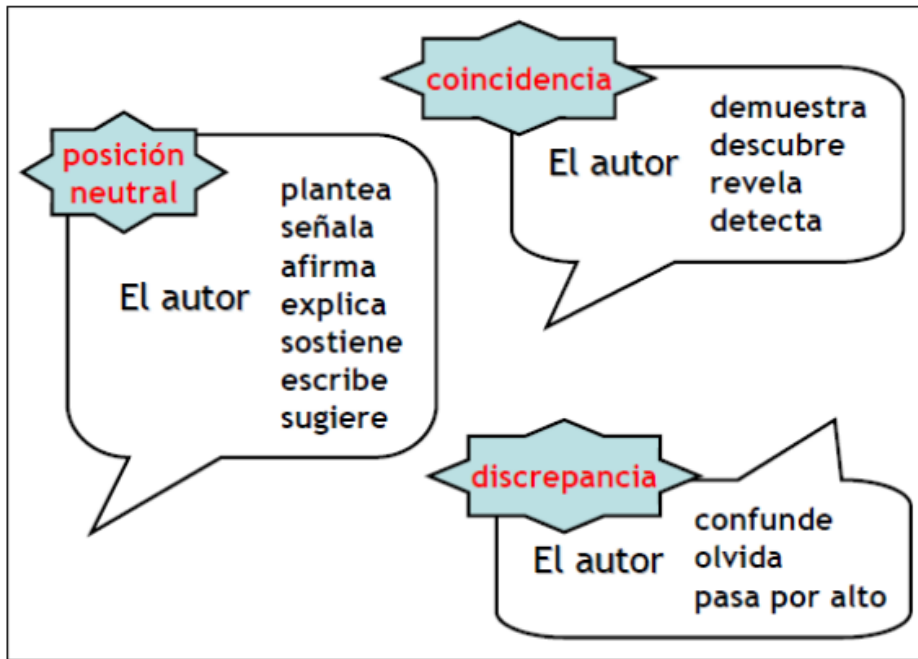 posición
neutral
El autor
plantea
señala
afirma
explica
sostiene
escribe
sugiere
coincidencia
El autor
demuestra
descubre
revela
detecta
discrepancia
El autor
confunde
olvida
pasa por alto